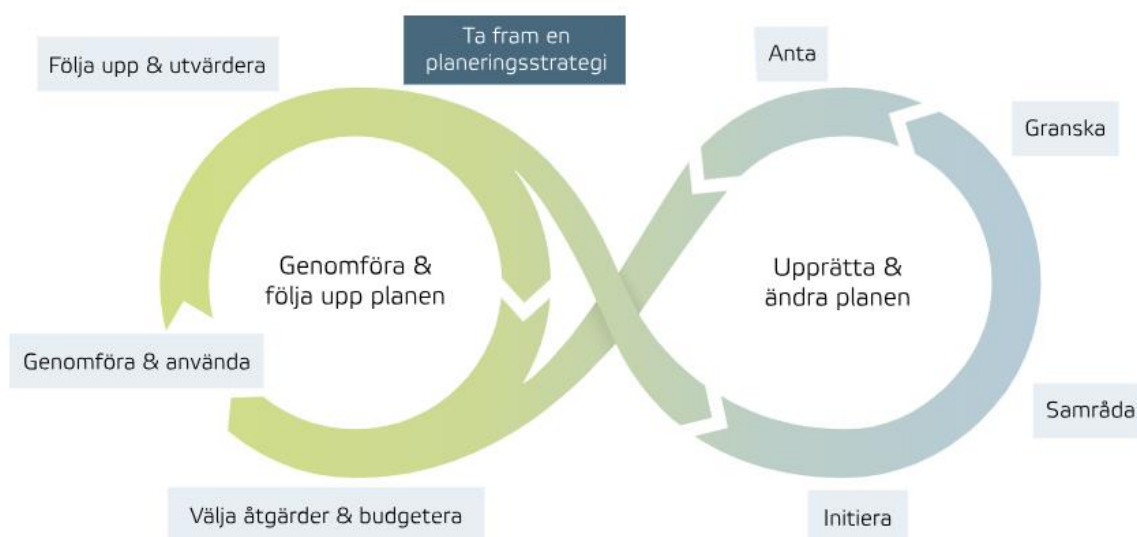 Ta fram en
planeringsstrategi
Anta
Följa upp & utvärdera
Granska
Genomföra &
följa upp planen
Upprätta &
ändra planen
Genomföra & använda
Samråda
Välja åtgärder & budgetera
Initiera